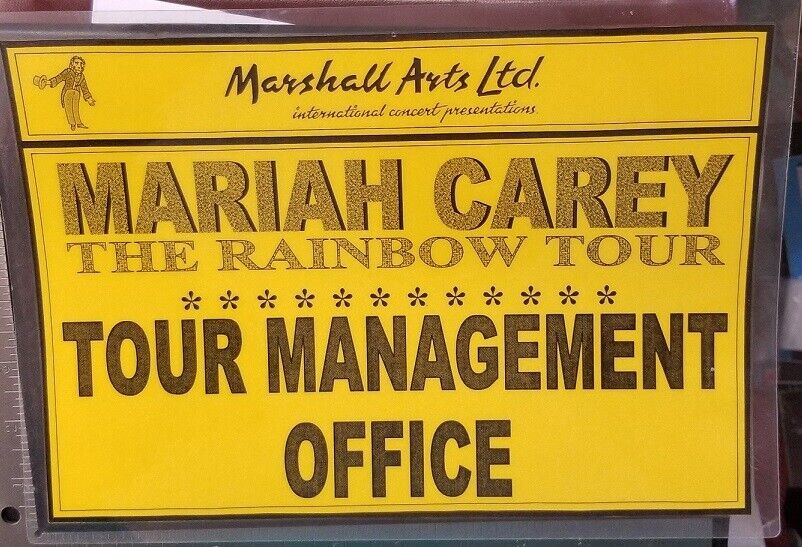 Marshall Arts Ltd.
international concert presentations.
MARIAH CAREY
THE RAINBOW TOUR
************
TOUR MANAGEMENT
OFFICE